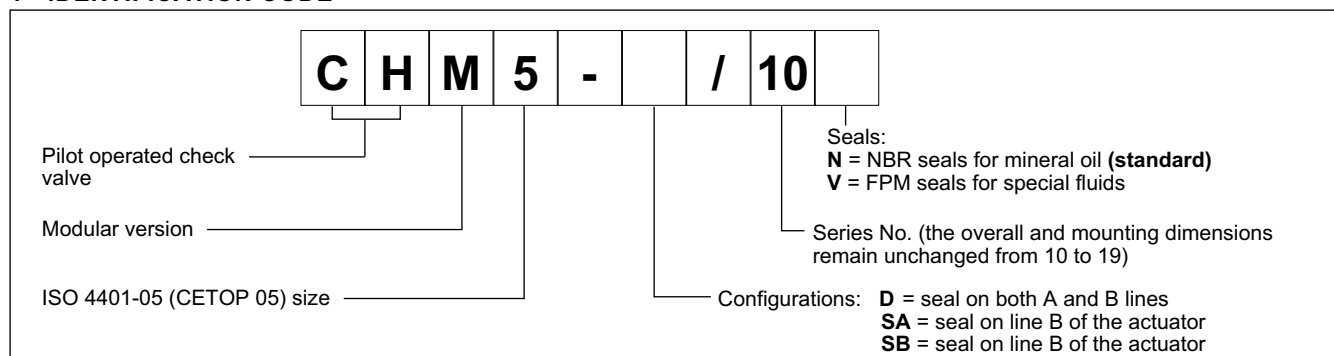 C H M 5 - / 10
Pilot operated check
valve
Modular version
ISO 4401-05 (CETOP 05) size
Seals:
N = NBR seals for mineral oil (standard)
V = FPM seals for special fluids
Series No. (the overall and mounting dimensions
remain unchanged from 10 to 19)
Configurations: D = seal on both A and B lines
SA = seal on line B of the actuator
SB = seal on line B of the actuator